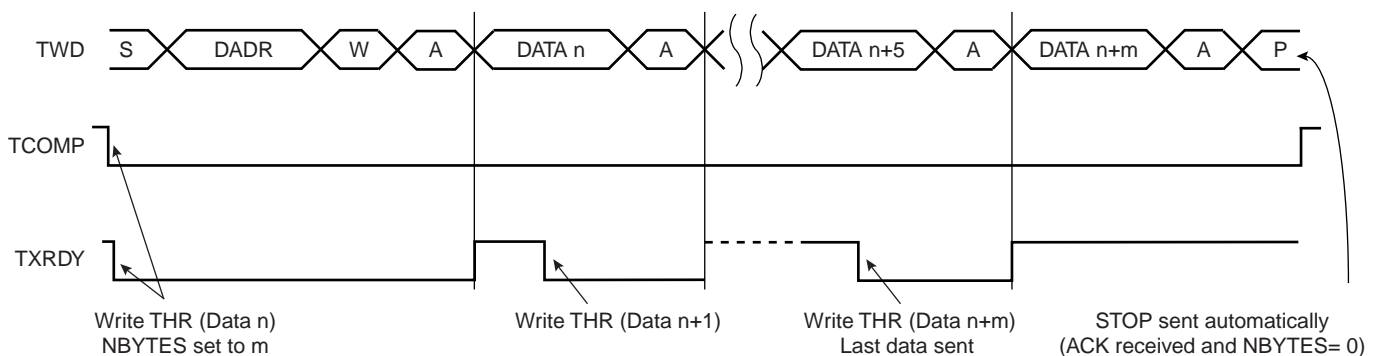 TWD S DADR W A DATA n A DATA n+5 A DATA n+m A P
TCOMP
TXRDY
Write THR (Data n)
NBYTES set to m
Write THR (Data n+1)
Write THR (Data n+m)
Last data sent
STOP sent automatically
(ACK received and NBYTES= 0)